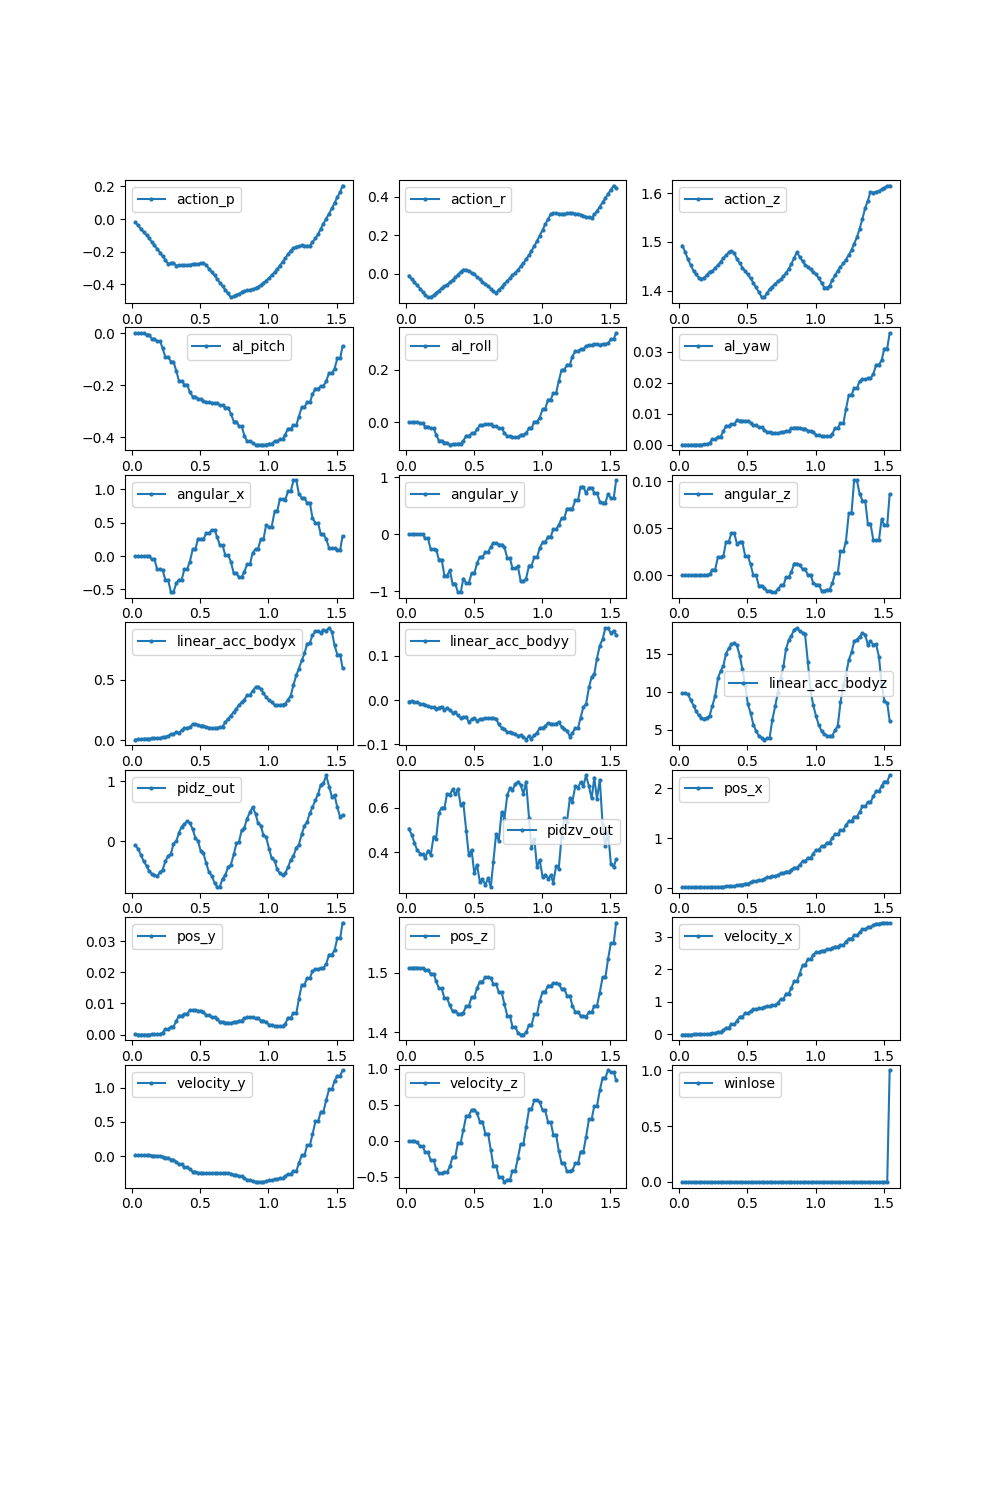 action_p
0.2
0.0
−0.2
−0.4
0.0 0.5 1.0 1.5
action_r
0.4
0.2
0.0
0.0 0.5 1.0 1.5
action_z
1.6
1.5
1.4
0.0 0.5 1.0 1.5
al_pitch
0.0
−0.2
−0.4
0.0 0.5 1.0 1.5
al_roll
0.2
0.0
0.0 0.5 1.0 1.5
al_yaw
0.03
0.02
0.01
0.00
0.0 0.5 1.0 1.5
angular_x
1.0
0.5
0.0
−0.5
0.0 0.5 1.0 1.5
angular_y
1
0
−1
0.0 0.5 1.0 1.5
angular_z
0.10
0.05
0.00
0.0 0.5 1.0 1.5
linear_acc_bodyx
0.5
0.0
0.0 0.5 1.0 1.5
linear_acc_bodyy
0.1
0.0
−0.1
0.0 0.5 1.0 1.5
linear_acc_bodyz
15
10
5
0.0 0.5 1.0 1.5
pidz_out
1
0
0.0 0.5 1.0 1.5
pidzv_out
0.6
0.4
0.0 0.5 1.0 1.5
pos_x
2
1
0
0.0 0.5 1.0 1.5
pos_y
0.03
0.02
0.01
0.00
0.0 0.5 1.0 1.5
pos_z
1.5
1.4
0.0 0.5 1.0 1.5
velocity_x
3
2
1
0
0.0 0.5 1.0 1.5
velocity_y
1.0
0.5
0.0
0.0 0.5 1.0 1.5
velocity_z
1.0
0.5
0.0
−0.5
0.0 0.5 1.0 1.5
winlose
1.0
0.5
0.0
0.0 0.5 1.0 1.5